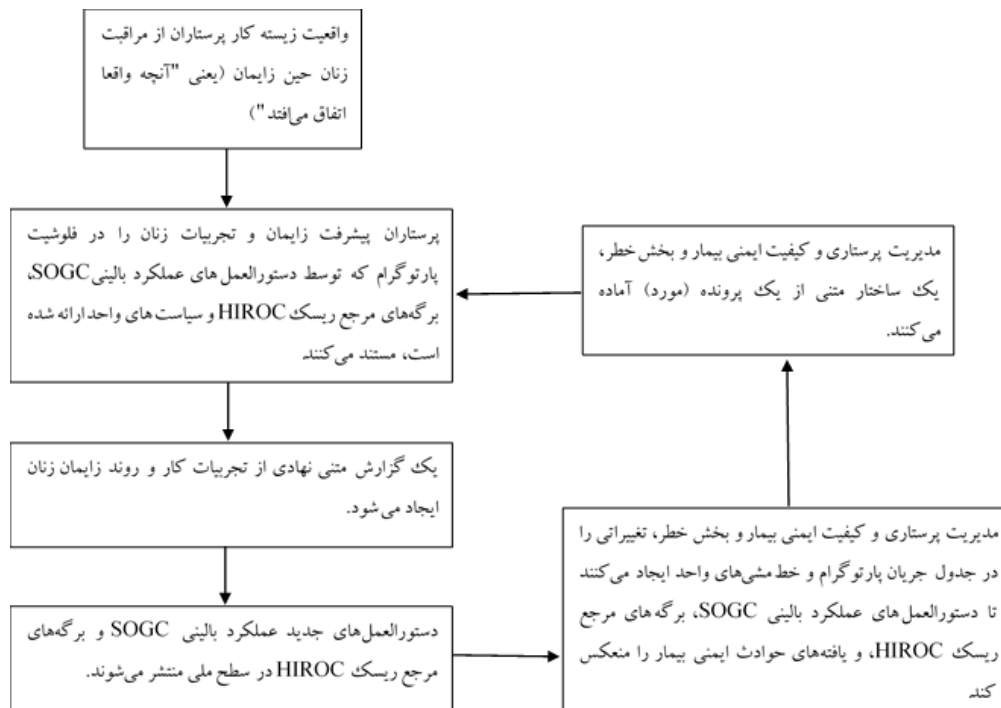 واقعیت زیسته کار پرستاران از مراقبت
زنان حین زایمان (یعنی "آنچه واقعا
اتفاق می‌افتد")
پرستاران پیشرفت زایمان و تجربیات زنان را در فلوشیت
پارتوگرام که توسط دستورالعمل های عملکرد بالینی SOGC،
برگه‌های مرجع ریسک HIROC و سیاست های واحد ارائه شده
است، مستند می‌کنند.
یک گزارش متنی نهادی از تجربیات کار و روند زایمان زنان
ایجاد می‌شود.
دستورالعمل‌های جدید عملکرد بالینی SOGC و برگه‌های
مرجع ریسک HIROC در سطح ملی منتشر می‌شوند.
مدیریت پرستاری و کیفیت ایمنی بیمار و بخش خطر، تغییراتی را
در جدول جریان پارتوگرام و خط‌مشی‌های واحد ایجاد می‌کنند
تا دستورالعمل‌های عملکرد بالینی SOGC، برگه‌های مرجع
ریسک HIROC، و یافته‌های حوادث ایمنی بیمار را منعکس
کند.
مدیریت پرستاری و کیفیت ایمنی بیمار و بخش خطر،
یک ساختار متنی از یک پرونده (مورد) آماده
می‌کنند.